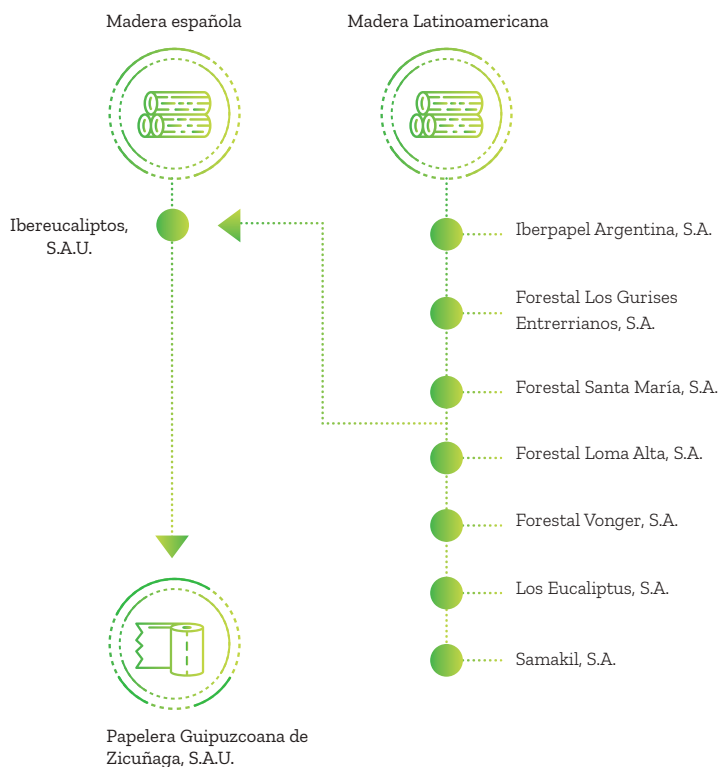 Madera española
Madera Latinoamericana
Ibereucaliptos,
S.A.U.
Iberpapel Argentina, S.A.
Forestal Los Gurises
Entrerrianos, S.A.
Forestal Santa María, S.A.
Forestal Loma Alta, S.A.
Forestal Vonger, S.A.
Los Eucaliptus, S.A.
Samakil, S.A.
Papelera Guipuzcoana de
Zicuñaga, S.A.U.